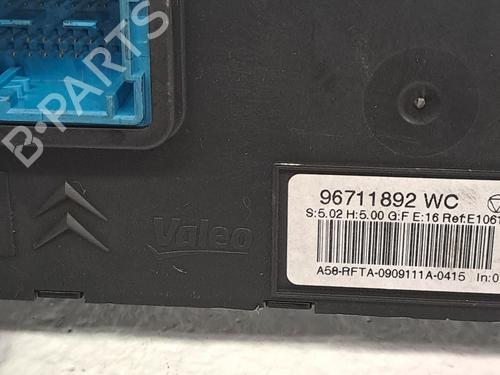 B-PARTS
96711892 WC
S:5.02 H:5.00 G:F E:16 Ref:E1061
Valeo
A58-RFTA-0909111A-0415 In:0